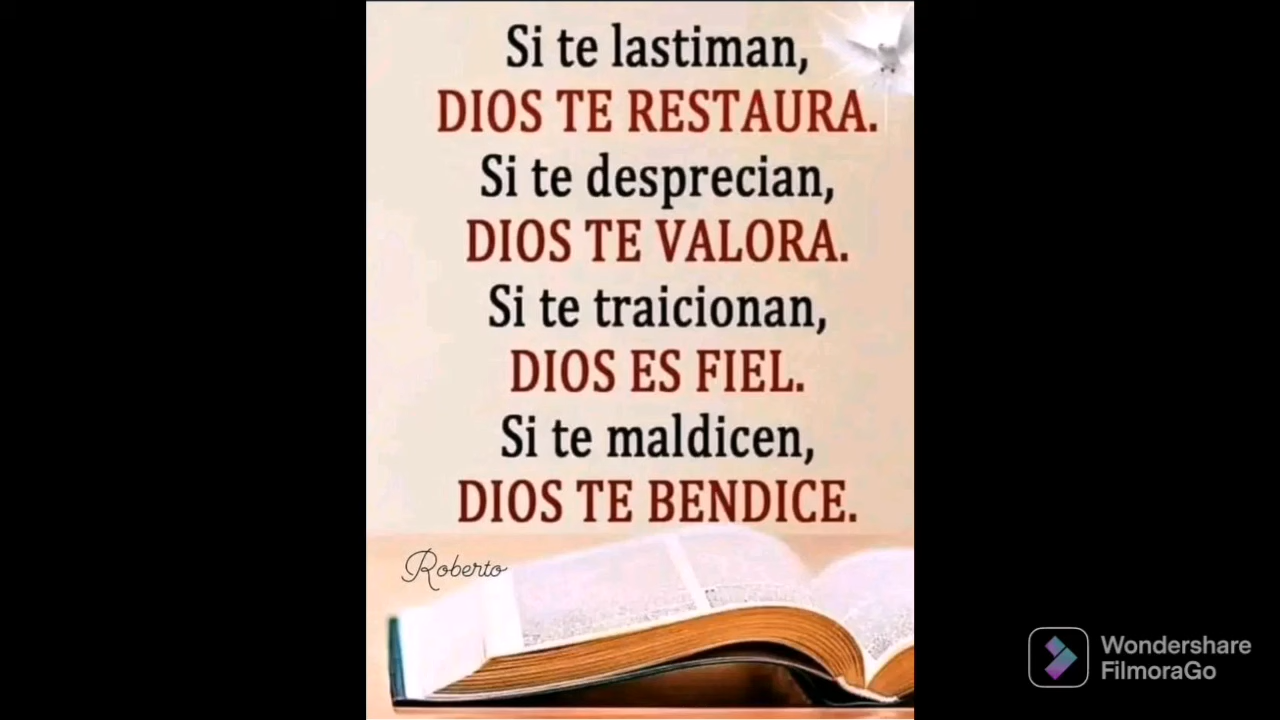 Si te lastiman,
DIOS TE RESTAURA.
Si te desprecian,
DIOS TE VALORA.
Si te traicionan,
DIOS ES FIEL.
Si te maldicen,
DIOS TE BENDICE.
Roberto
Wondershare
FilmoraGo